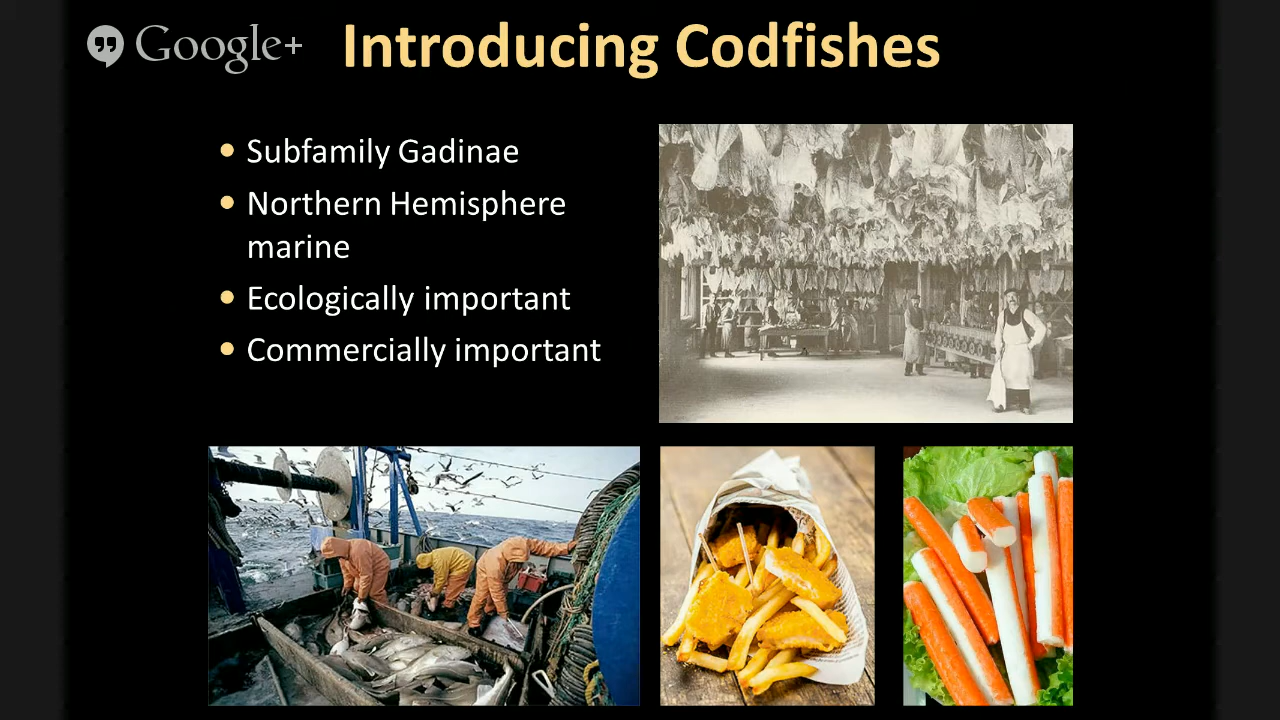 Google+
Introducing Codfishes
• Subfamily Gadinae
• Northern Hemisphere
marine
• Ecologically important
• Commercially important